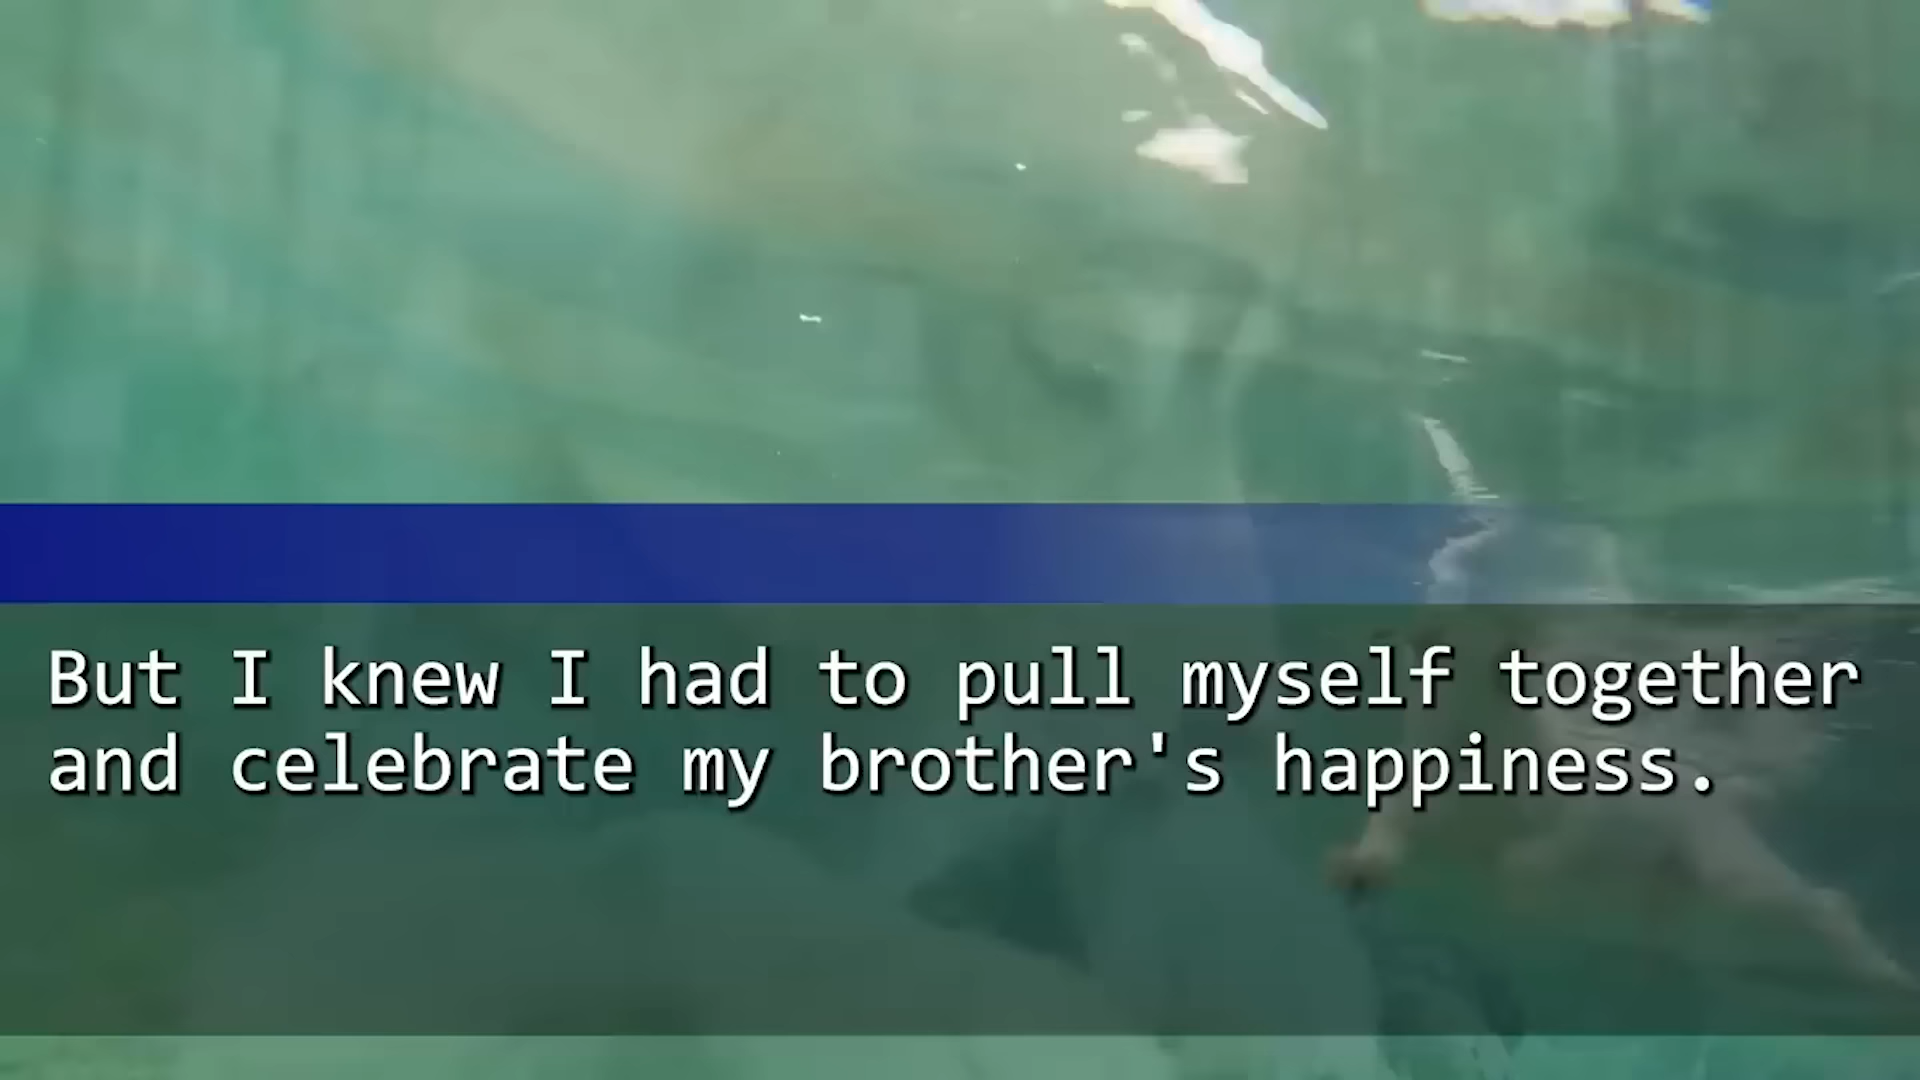 But I knew I had to pull myself together
and celebrate my brother's happiness.